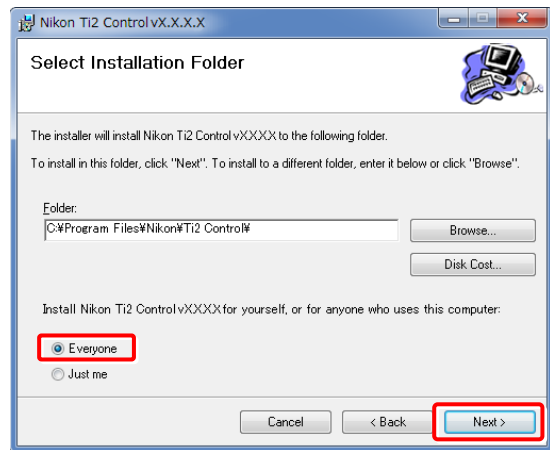 Nikon Ti2 Control vX.X.X.X
Select Installation Folder
The installer will install Nikon Ti2 Control vXXXX to the following folder.
To install in this folder, click "Next". To install to a different folder, enter it below or click "Browse".
Folder:
C:¥Program Files¥Nikon¥Ti2 Control¥
Browse...
Disk Cost...
Install Nikon Ti2 Control vXXXX for yourself, or for anyone who uses this computer:
Everyone
Just me
Cancel
< Back
Next >